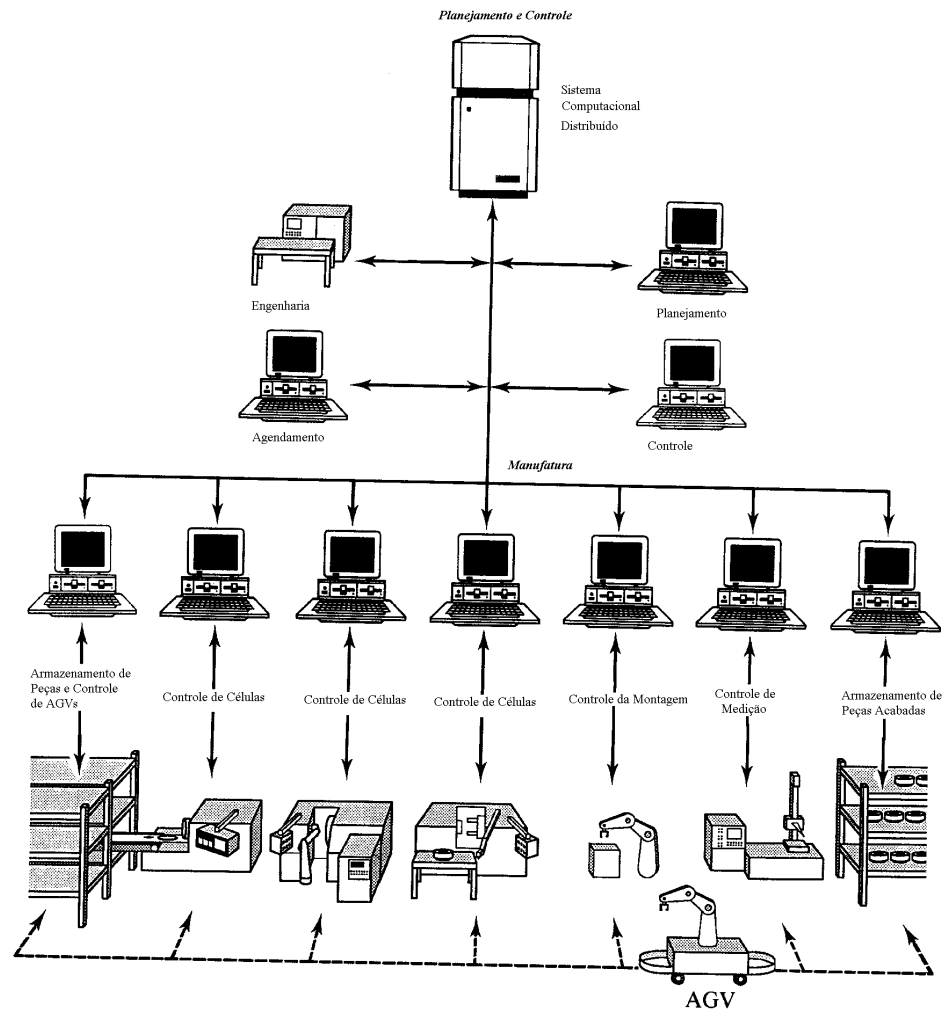 Planejamento e Controle
Sistema
Computacional
Distribuído
Engenharia
Planejamento
Agendamento
Controle
Manufatura
Armazenamento de
Peças e Controle
de AGVs
Controle de Células
Controle de Células
Controle de Células
Controle da Montagem
Controle de
Medição
Armazenamento de
Peças Acabadas
AGV